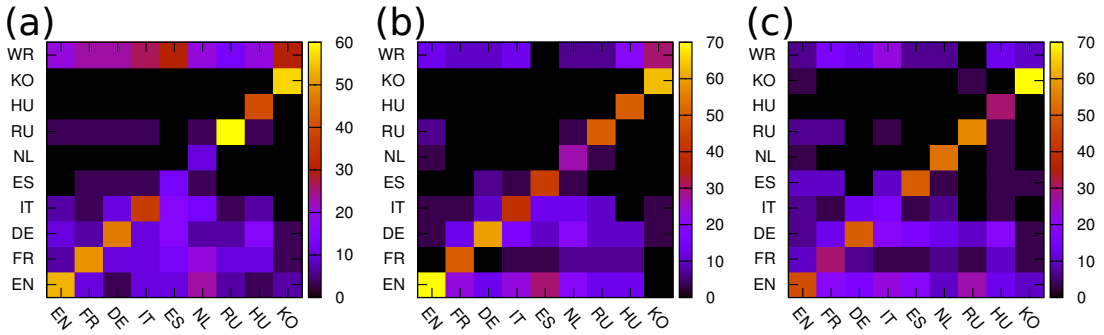 (a)
WR
KO
HU
RU
NL
ES
IT
DE
FR
EN
EN FR DE IT ES NL RU HU KO
60
50
40
30
20
10
0
(b)
WR
KO
HU
RU
NL
ES
IT
DE
FR
EN
EN FR DE IT ES NL RU HU KO
70
60
50
40
30
20
10
0
(c)
WR
KO
HU
RU
NL
ES
IT
DE
FR
EN
EN FR DE IT ES NL RU HU KO
70
60
50
40
30
20
10
0